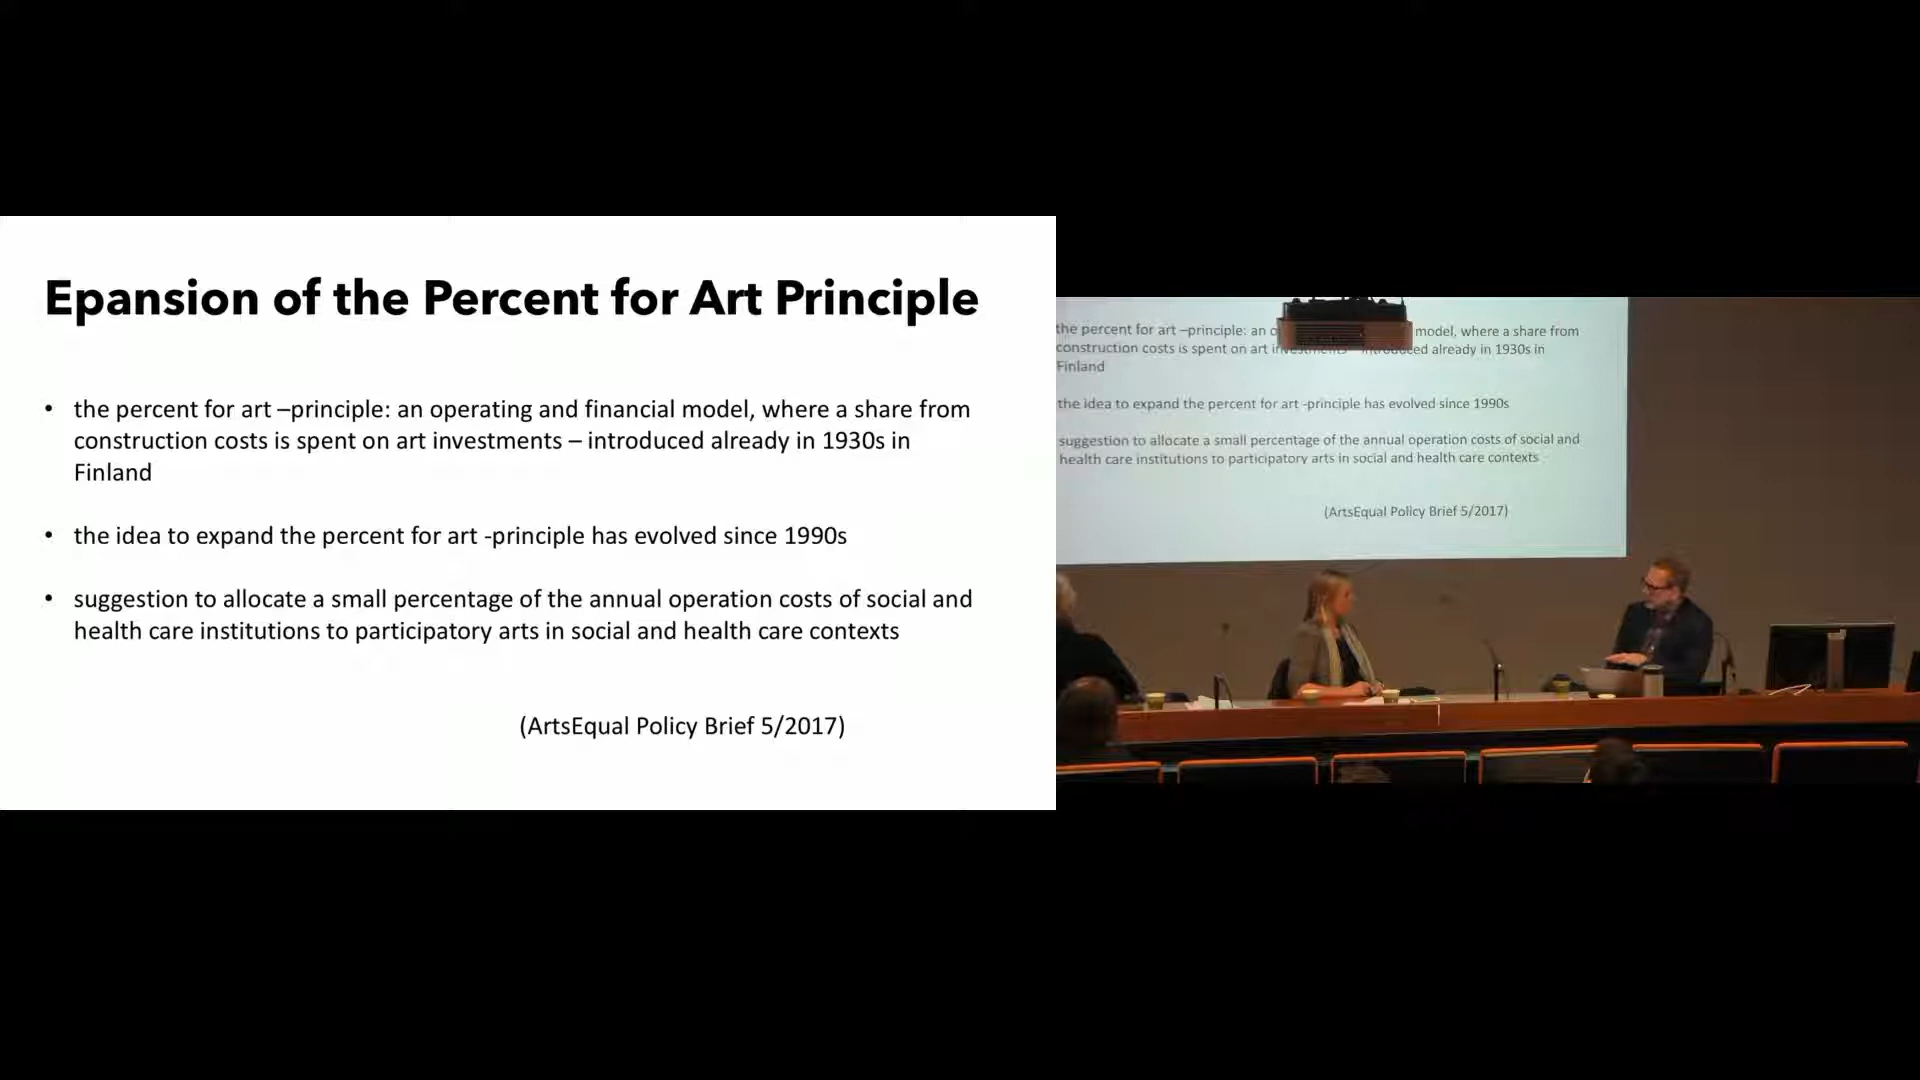 Epansion of the Percent for Art Principle
• the percent for art –principle: an operating and financial model, where a share from
construction costs is spent on art investments – introduced already in 1930s in
Finland
• the idea to expand the percent for art -principle has evolved since 1990s
• suggestion to allocate a small percentage of the annual operation costs of social and
health care institutions to participatory arts in social and health care contexts
(ArtsEqual Policy Brief 5/2017)
the percent for art –principle: an o model, where a share from
construction costs is spent on art investments introduced already in 1930s in
Finland
the idea to expand the percent for art -principle has evolved since 1990s
suggestion to allocate a small percentage of the annual operation costs of social and
health care institutions to participatory arts in social and health care contexts
(ArtsEqual Policy Brief 5/2017)